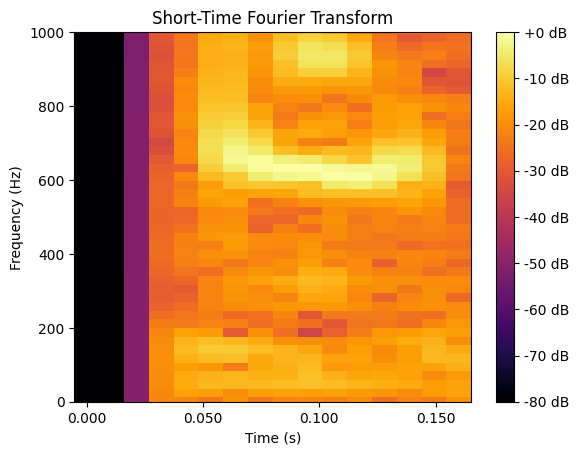 Short-Time Fourier Transform
1000
800
600
400
200
0
Frequency (Hz)
0.000
0.050
0.100
0.150
Time (s)
+0 dB
-10 dB
-20 dB
-30 dB
-40 dB
-50 dB
-60 dB
-70 dB
-80 dB